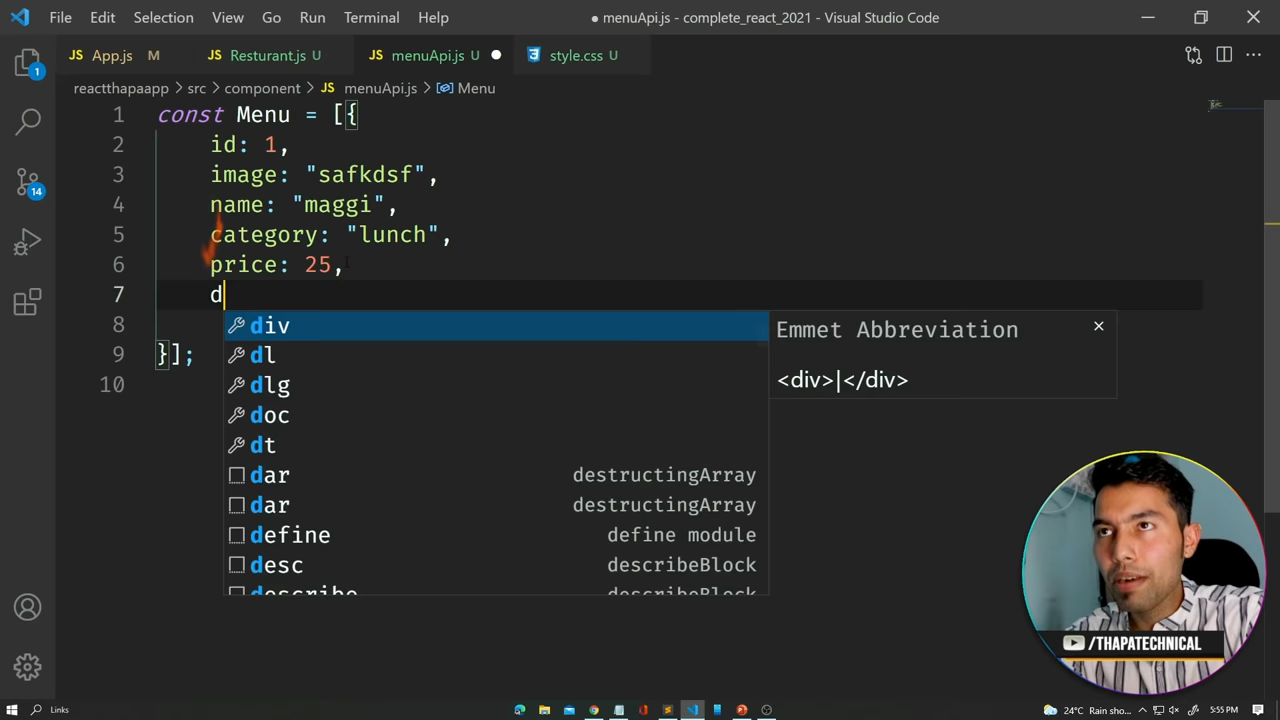 File Edit Selection View Go Run Terminal Help
● menuApi.js - complete_react_2021 - Visual Studio Code
JS App.js M
JS Resturant.js U
JS menuApi.js U
style.css U
reactthapaapp > src > component > JS menuApi.js > Menu
1 const Menu = [{
2 id: 1,
3 image: "safkdsf",
4 name: "maggi",
5 category: "lunch",
6 price: 25,
7 d
8
9 }];
10
div
dl
dlg
doc
dt
dar destructingArray
dar destructingArray
define define module
desc describeBlock
describe describeBlock
Emmet Abbreviation
<div>|</div>
1
14
/THAPATECHNICAL
Links
24°C Rain sho...
5:55 PM